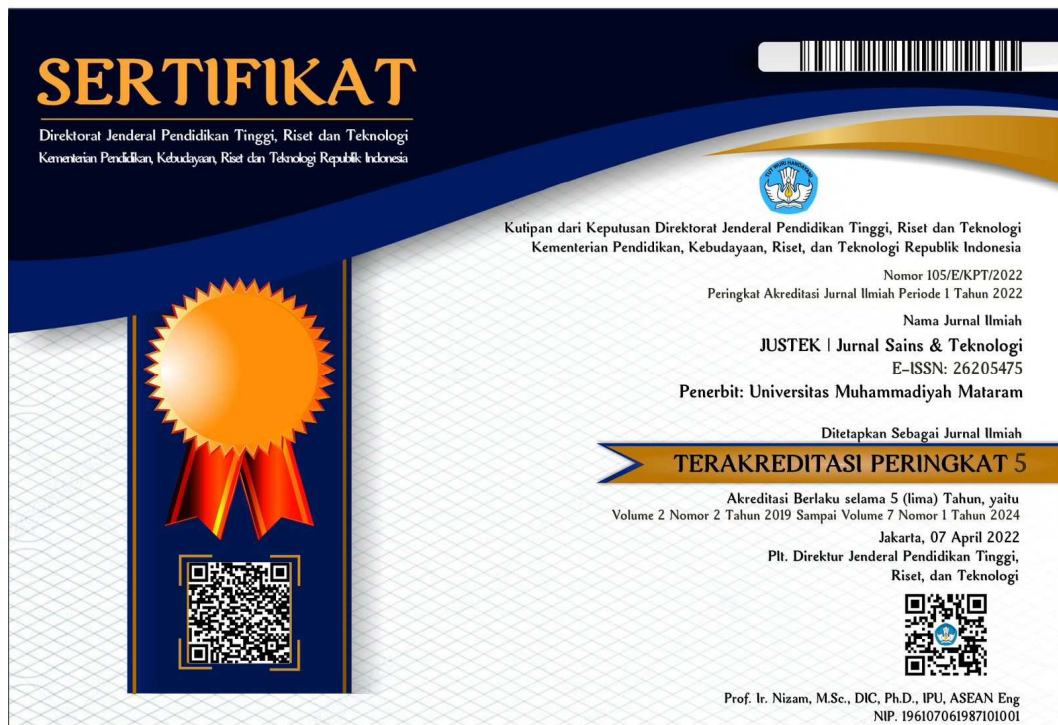 SERTIFIKAT
Direktorat Jenderal Pendidikan Tinggi, Riset dan Teknologi
Kementerian Pendidikan, Kebudayaan, Riset dan Teknologi Republik Indonesia
TUT WURI HANDAYANI
Kutipan dari Keputusan Direktorat Jenderal Pendidikan Tinggi, Riset dan Teknologi
Kementerian Pendidikan, Kebudayaan, Riset, dan Teknologi Republik Indonesia
Nomor 105/E/KPT/2022
Peringkat Akreditasi Jurnal Ilmiah Periode 1 Tahun 2022
Nama Jurnal Ilmiah
JUSTEK | Jurnal Sains & Teknologi
E-ISSN: 26205475
Penerbit: Universitas Muhammadiyah Mataram
Ditetapkan Sebagai Jurnal Ilmiah
TERAKREDITASI PERINGKAT 5
Akreditasi Berlaku selama 5 (lima) Tahun, yaitu
Volume 2 Nomor 2 Tahun 2019 Sampai Volume 7 Nomor 1 Tahun 2024
Jakarta, 07 April 2022
Plt. Direktur Jenderal Pendidikan Tinggi,
Riset, dan Teknologi
Prof. Ir. Nizam, M.Sc., DIC, Ph.D., IPU, ASEAN Eng
NIP. 196107061987101001